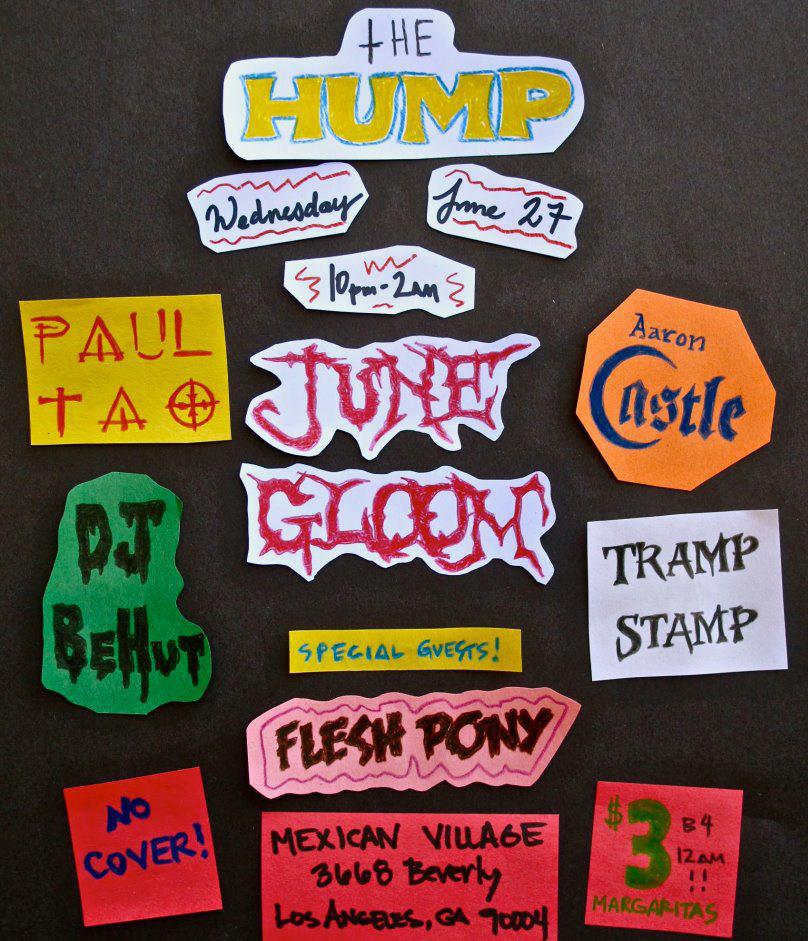 tHE
HUMP
Wednesday
June 27
10pm-2AM
PAUL
TAO
JUNE
GLOOM
Aaron
Castle
DJ
BeHut
TRAMP
STAMP
SPECIAL GUESTS!
FLESH PONY
NO
COVER!
MEXICAN VILLAGE
3668 Beverly
Los Angeles, CA 90004
$3 B4
12AM
!!
MARGARITAS